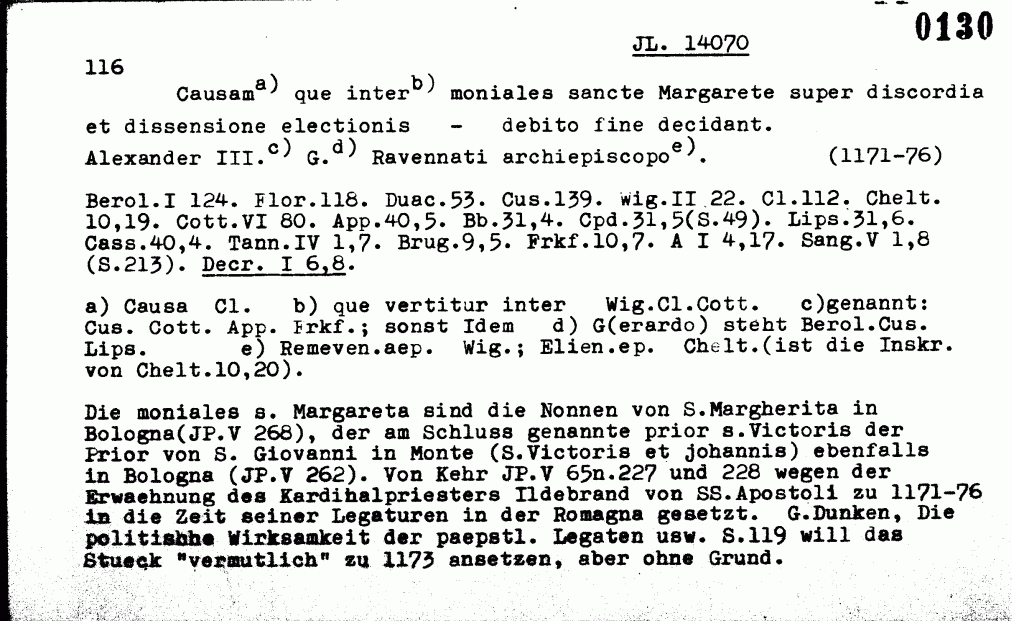 0130
JL. 14070
116
Causam a) que inter b) moniales sancte Margarete super discordia
et dissensione electionis - debito fine decidant.
Alexander III. c) G. d) Ravennati archiepiscopo e). (1171-76)
Berol.I 124. Flor.118. Duac.53. Cus.139. Wig.II 22. Cl.112. Chelt.
10,19. Cott.VI 80. App.40,5. Bb.31,4. Cpd.31,5(S.49). Lips.31,6.
Cass.40,4. Tann.IV 1,7. Brug.9,5. Frkf.10,7. A I 4,17. Sang.V 1,8
(S.213). Decr. I 6,8.
a) Causa Cl. b) que vertitur inter Wig.Cl.Cott. c)genannt:
Cus. Cott. App. Frkf.; sonst Idem d) G(erardo) steht Berol.Cus.
Lips. e) Remeven.aep. Wig.; Elien.ep. Chelt.(ist die Inskr.
von Chelt.10,20).
Die moniales s. Margareta sind die Nonnen von S.Margherita in
Bologna(JP.V 268), der am Schluss genannte prior s.Victoris der
Prior von S. Giovanni in Monte (S.Victoris et johannis) ebenfalls
in Bologna (JP.V 262). Von Kehr JP.V 65n.227 und 228 wegen der
Erwaehnung des Kardihalpriesters Ildebrand von SS.Apostoli zu 1171-76
in die Zeit seiner Legaturen in der Romagna gesetzt. G.Dunken, Die
politishhe Wirksamkeit der paepstl. Legaten usw. S.119 will das
Stueck "vermutlich" zu 1173 ansetzen, aber ohne Grund.